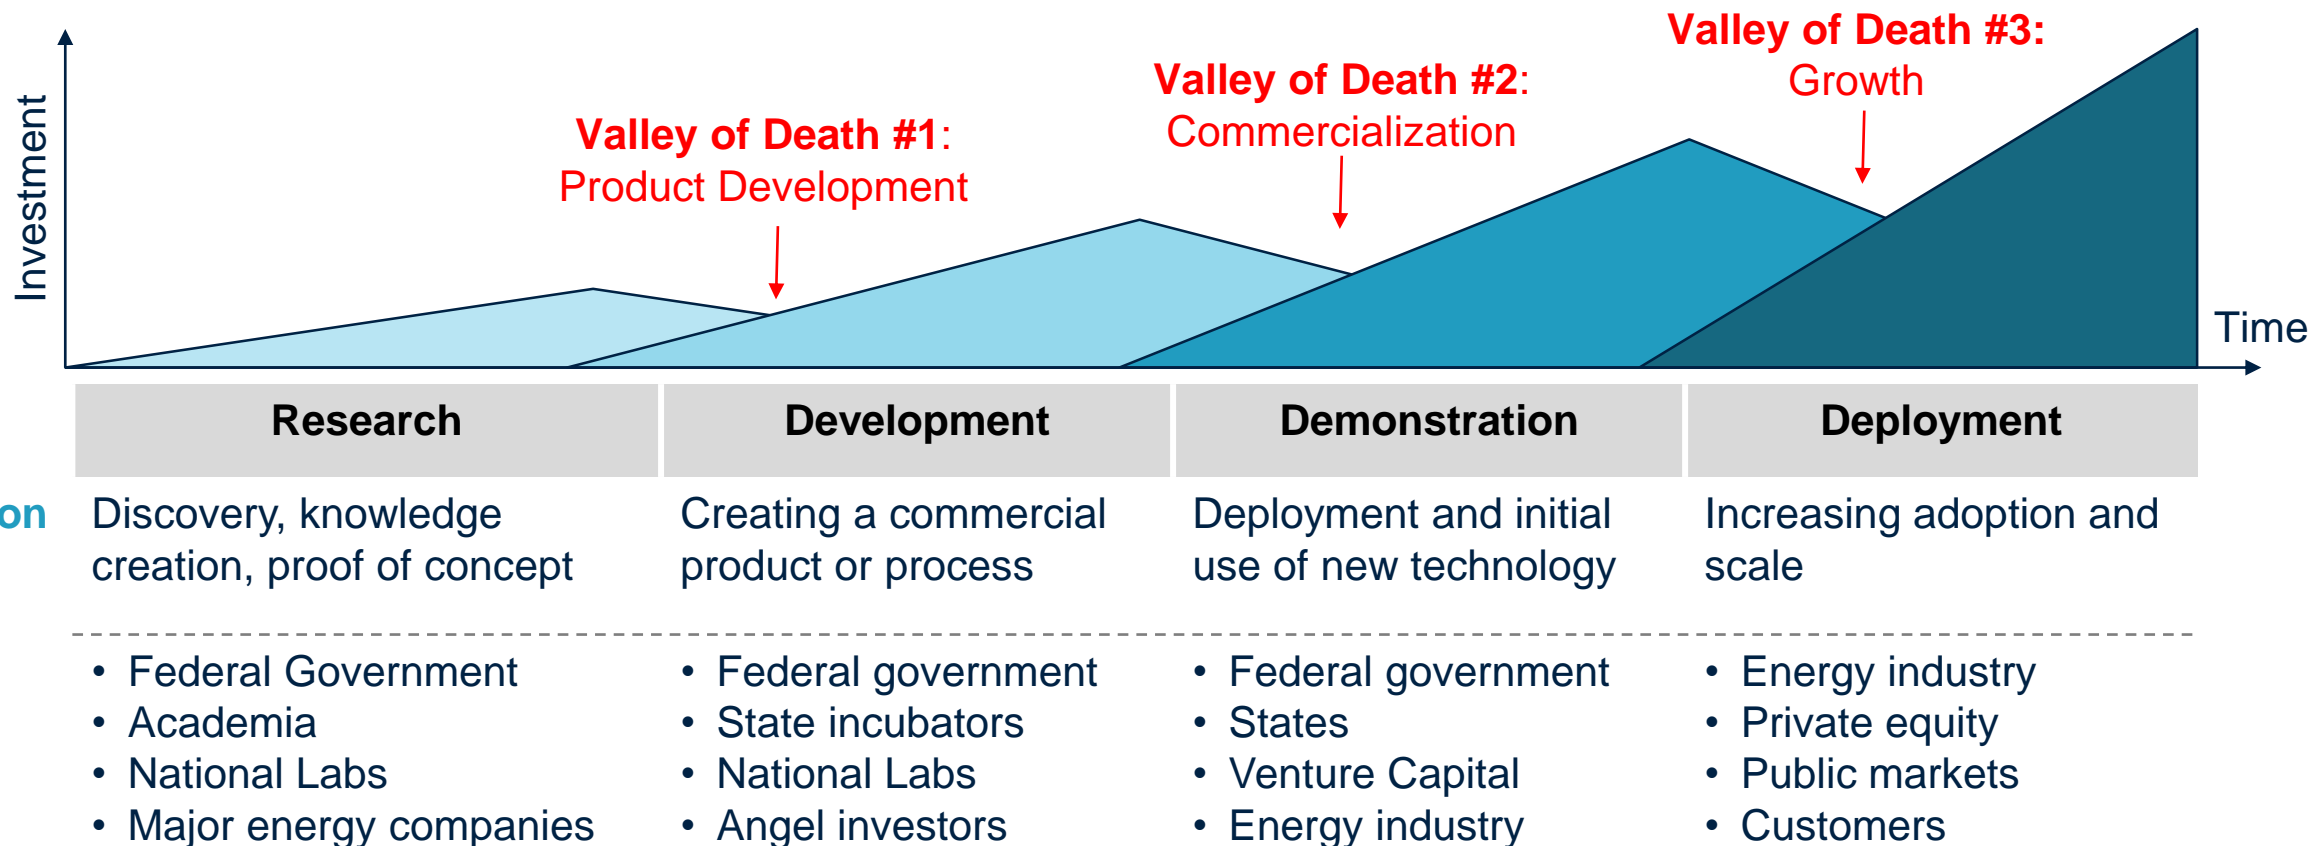 Valley of Death #3:
Growth
Valley of Death #2:
Commercialization
Valley of Death #1:
Product Development
Investment
Time
Research
Development
Demonstration
Deployment
on
Discovery, knowledge
creation, proof of concept
Creating a commercial
product or process
Deployment and initial
use of new technology
Increasing adoption and
scale
• Federal Government
• Academia
• National Labs
• Major energy companies
• Federal government
• State incubators
• National Labs
• Angel investors
• Federal government
• States
• Venture Capital
• Energy industry
• Energy industry
• Private equity
• Public markets
• Customers